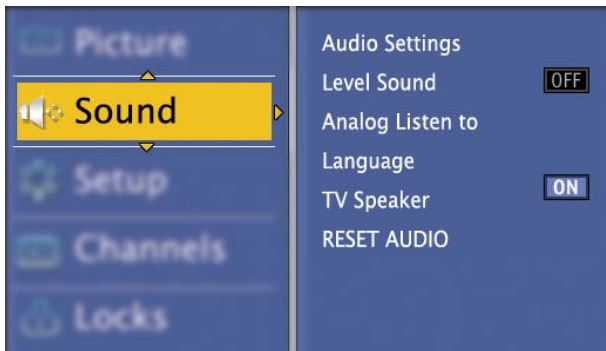 Picture
Sound
Setup
Channels
Locks
Audio Settings
Level Sound OFF
Analog Listen to
Language
TV Speaker ON
RESET AUDIO